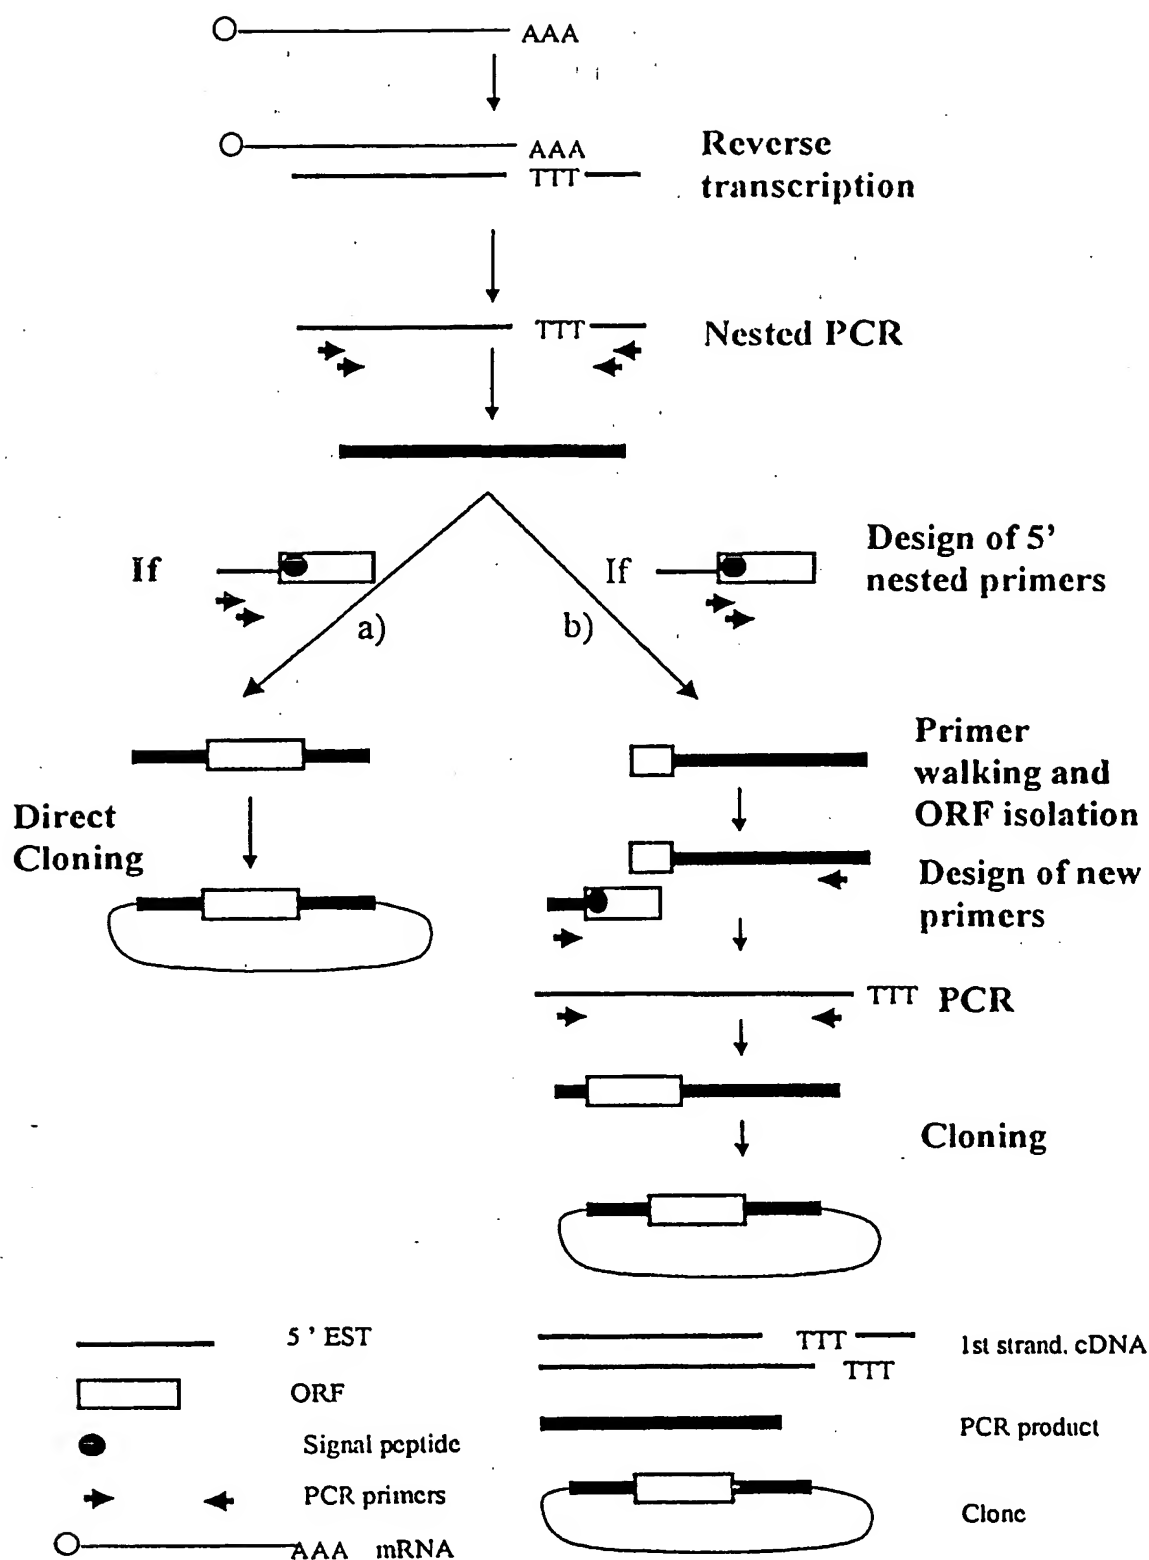 AAA
AAA
TTT
Reverse
transcription
TTT
Nested PCR
If
If
Design of 5'
nested primers
a)
b)
Primer
walking and
ORF isolation
Direct
Cloning
Design of new
primers
TTT
PCR
Cloning
5 ' EST
ORF
Signal peptide
PCR primers
AAA mRNA
TTT
TTT
1st strand. cDNA
PCR product
Clone